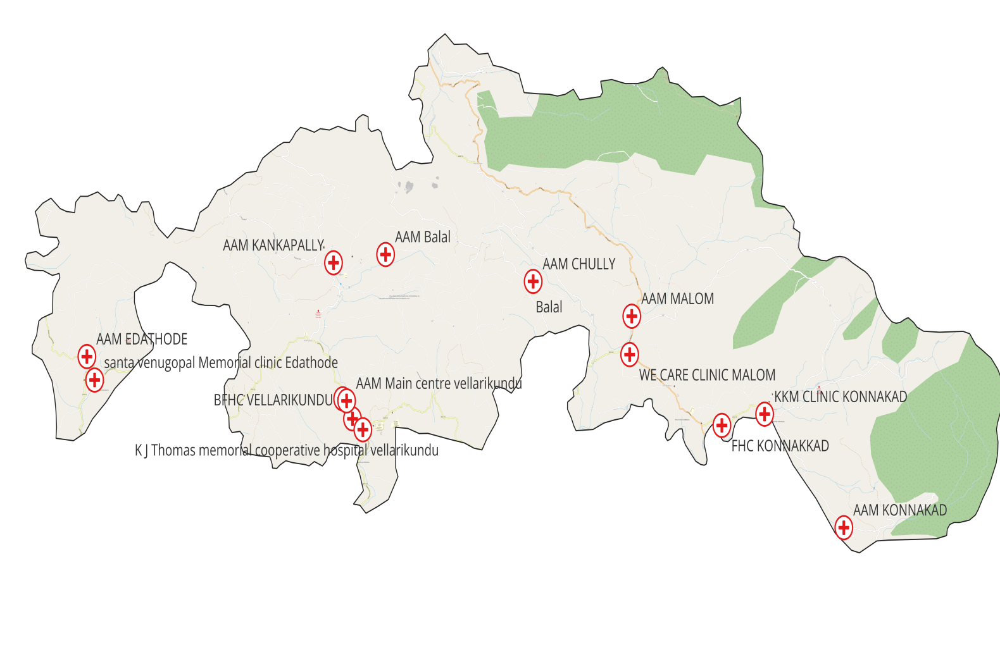 AAM Balal
AAM KANKAPALLY
AAM CHULLY
AAM MALOM
Balal
AAM EDATHODE
santa venugopal Memorial clinic Edathode
WE CARE CLINIC MALOM
AAM Main centre vellarikundu
BFHC VELLARIKUNDU
KKM CLINIC KONNAKAD
FHC KONNAKKAD
K J Thomas memorial cooperative hospital vellarikundu
AAM KONNAKAD